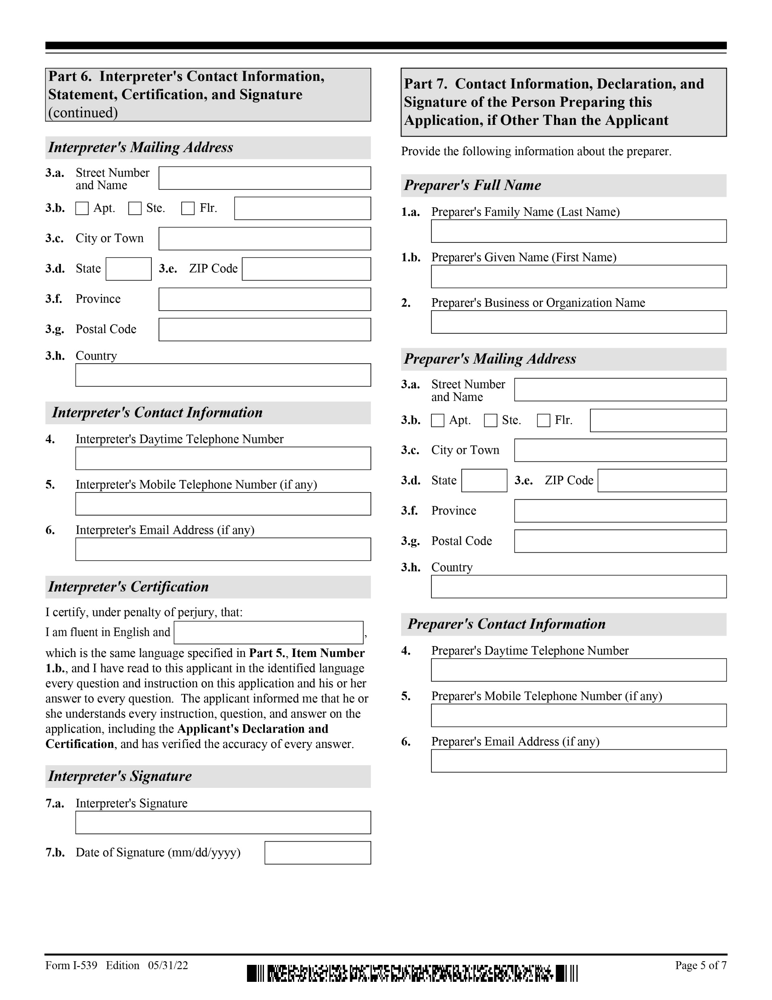 Part 6.  Interpreter's Contact Information,
Statement, Certification, and Signature
(continued)
Interpreter's Mailing Address
3.a. Street Number
and Name
3.b. Apt. Ste. Flr.
3.c. City or Town
3.d. State 3.e. ZIP Code
3.f. Province
3.g. Postal Code
3.h. Country
Interpreter's Contact Information
4. Interpreter's Daytime Telephone Number
5. Interpreter's Mobile Telephone Number (if any)
6. Interpreter's Email Address (if any)
Interpreter's Certification
I certify, under penalty of perjury, that:
I am fluent in English and ,
which is the same language specified in Part 5., Item Number
1.b., and I have read to this applicant in the identified language
every question and instruction on this application and his or her
answer to every question.  The applicant informed me that he or
she understands every instruction, question, and answer on the
application, including the Applicant's Declaration and
Certification, and has verified the accuracy of every answer.
Interpreter's Signature
7.a. Interpreter's Signature
7.b. Date of Signature (mm/dd/yyyy)
Part 7.  Contact Information, Declaration, and
Signature of the Person Preparing this
Application, if Other Than the Applicant
Provide the following information about the preparer.
Preparer's Full Name
1.a. Preparer's Family Name (Last Name)
1.b. Preparer's Given Name (First Name)
2. Preparer's Business or Organization Name
Preparer's Mailing Address
3.a. Street Number
and Name
3.b. Apt. Ste. Flr.
3.c. City or Town
3.d. State 3.e. ZIP Code
3.f. Province
3.g. Postal Code
3.h. Country
Preparer's Contact Information
4. Preparer's Daytime Telephone Number
5. Preparer's Mobile Telephone Number (if any)
6. Preparer's Email Address (if any)
Form I-539   Edition   05/31/22
Page 5 of 7